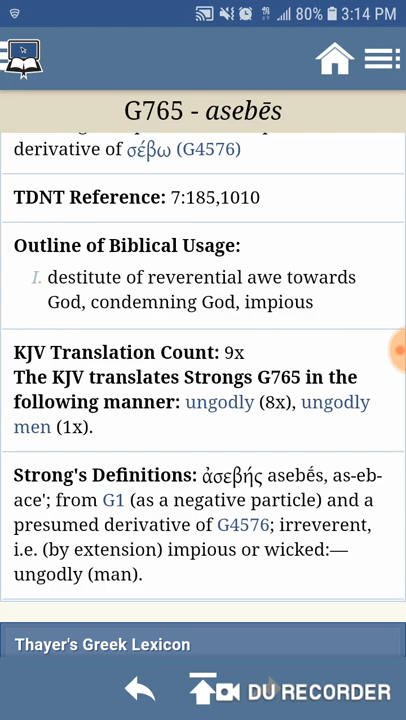 80% 3:14 PM
G765 - asebēs
derivative of σέβω (G4576)
TDNT Reference: 7:185,1010
Outline of Biblical Usage:
I. destitute of reverential awe towards
God, condemning God, impious
KJV Translation Count: 9x
The KJV translates Strongs G765 in the
following manner: ungodly (8x), ungodly
men (1x).
Strong's Definitions: ἀσεβής asebḗs, as-eb-
ace'; from G1 (as a negative particle) and a
presumed derivative of G4576; irreverent,
i.e. (by extension) impious or wicked:—
ungodly (man).
Thayer's Greek Lexicon
DU RECORDER